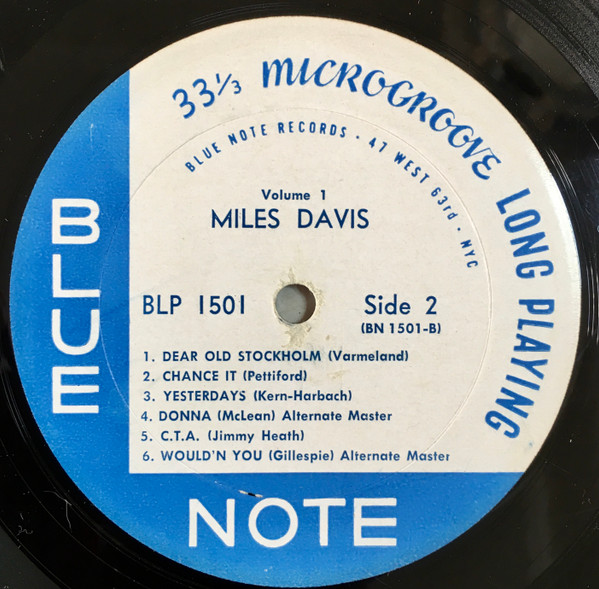 33⅓ MICROGROOVE LONG PLAYING
BLUE NOTE RECORDS · 47 WEST 63rd · NYC
Volume 1
MILES DAVIS
BLP 1501
Side 2
(BN 1501-B)
1. DEAR OLD STOCKHOLM (Varmeland)
2. CHANCE IT (Pettiford)
3. YESTERDAYS (Kern-Harbach)
4. DONNA (McLean) Alternate Master
5. C.T.A. (Jimmy Heath)
6. WOULD'N YOU (Gillespie) Alternate Master
BLUE
NOTE